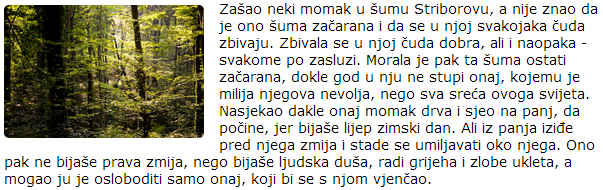 Zašao neki momak u šumu Striborovu, a nije znao da
je ono šuma začarana i da se u njoj svakojaka čuda
zbivaju. Zbivala se u njoj čuda dobra, ali i naopaka -
svakome po zasluzi. Morala je pak ta šuma ostati
začarana, dokle god u nju ne stupi onaj, kojemu je
milija njegova nevolja, nego sva sreća ovoga svijeta.
Nasjekao dakle onaj momak drva i sjeo na panj, da
počine, jer bijaše lijep zimski dan. Ali iz panja iziđe
pred njega zmija i stade se umiljavati oko njega. Ono
pak ne bijaše prava zmija, nego bijaše ljudska duša, radi grijeha i zlobe ukleta, a
mogao ju je osloboditi samo onaj, koji bi se s njom vjenčao.